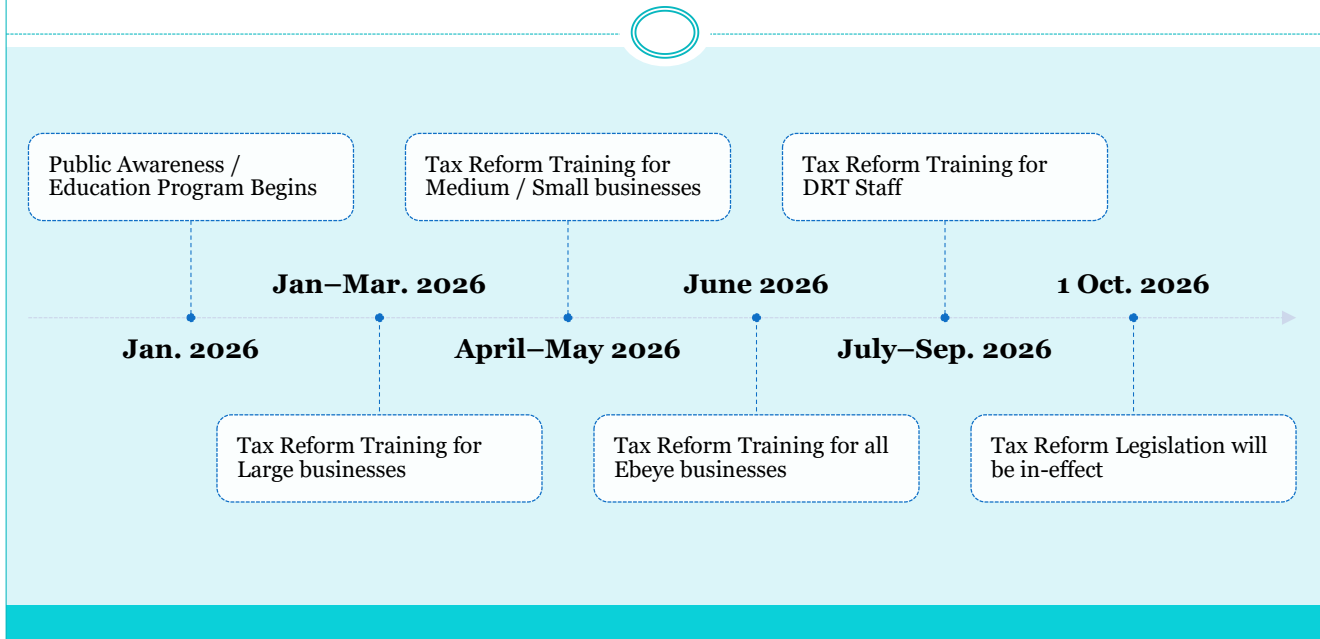 Public Awareness /
Education Program Begins
Tax Reform Training for
Medium / Small businesses
Tax Reform Training for
DRT Staff
Jan–Mar. 2026
June 2026
1 Oct. 2026
Jan. 2026
April–May 2026
July–Sep. 2026
Tax Reform Training for
Large businesses
Tax Reform Training for all
Ebeye businesses
Tax Reform Legislation will
be in-effect